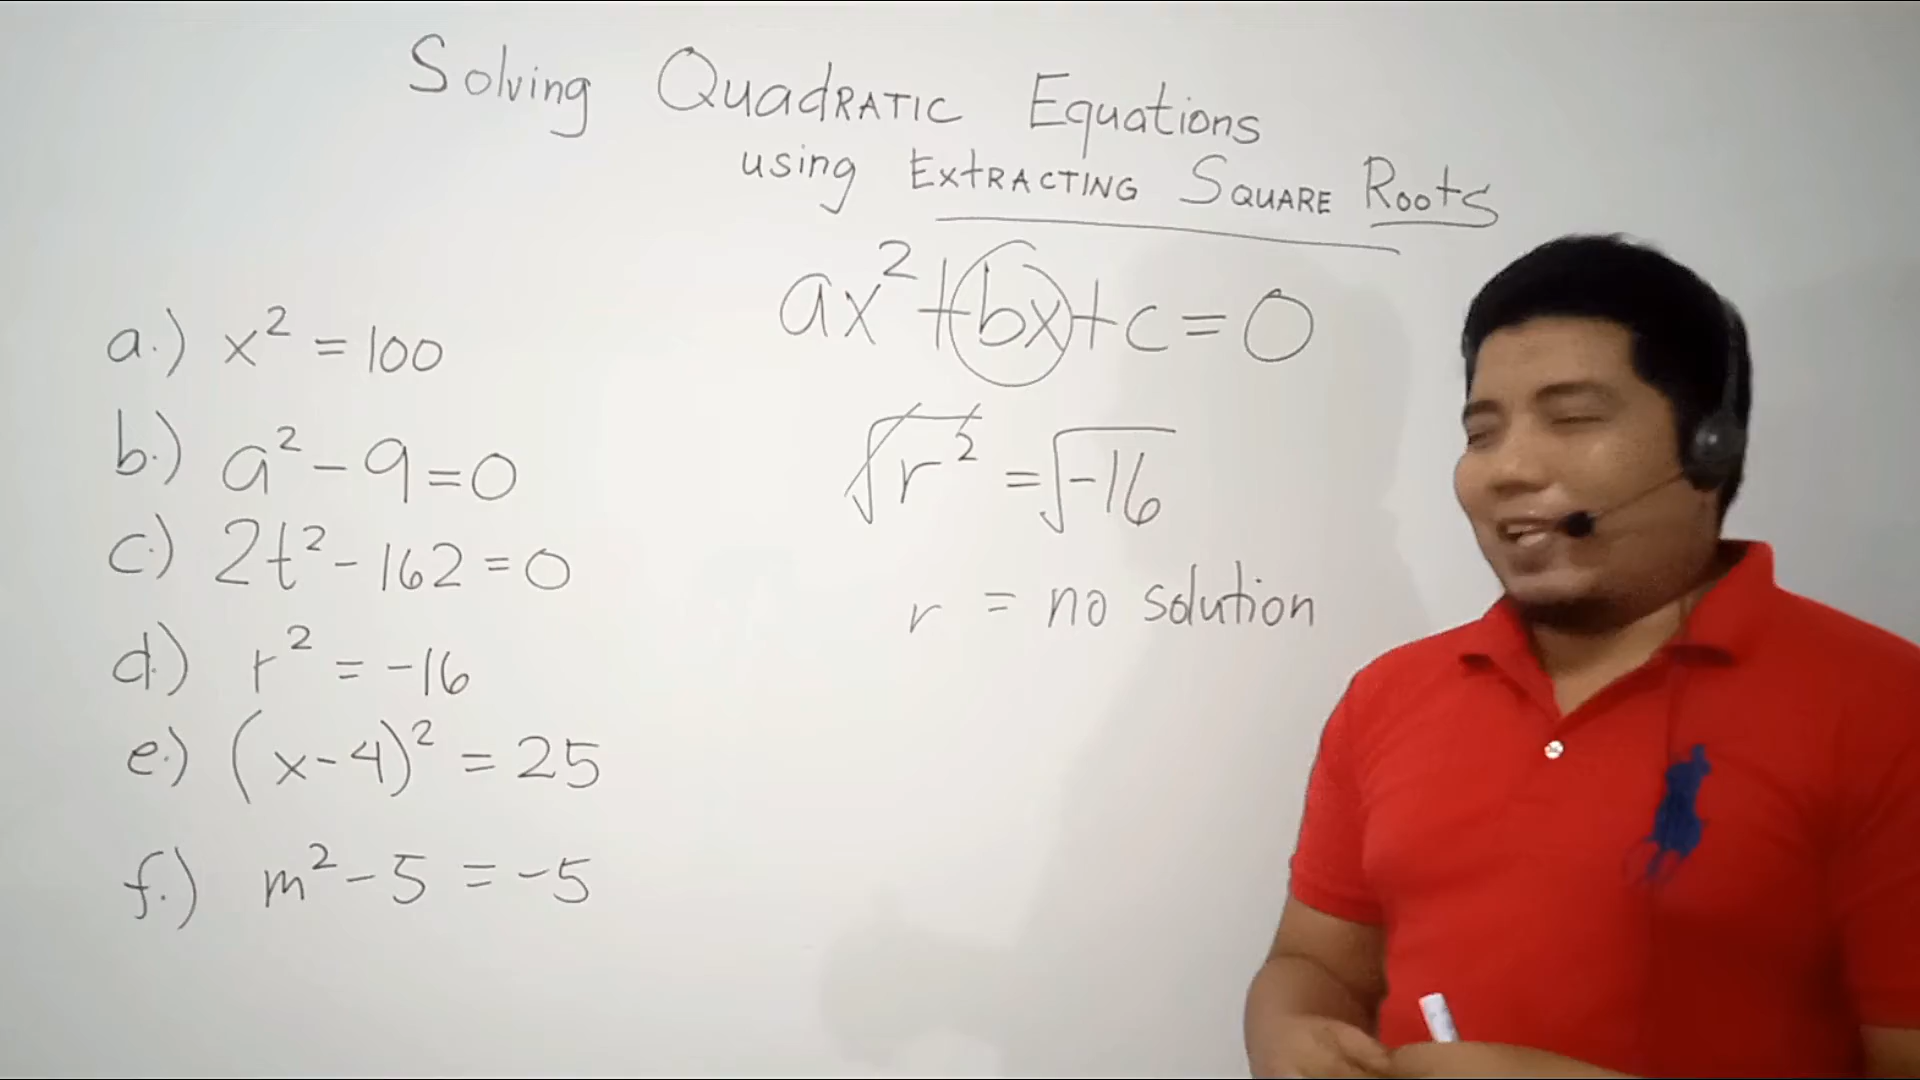 Solving Quadratic Equations
using Extracting Square Roots
ax²+bx+c=0
a.) x² = 100
b.) a² - 9 = 0
c.) 2t² - 162 = 0
d.) r² = -16
e.) (x-4)² = 25
f.) m² - 5 = -5
√r² = √-16
r = no solution